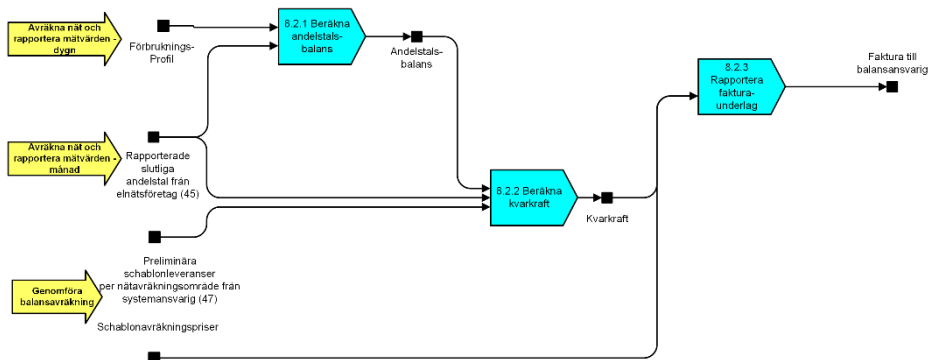 Avräkna nät och
rapportera mätvärden -
dygn
Förbruknings-
Profil
8.2.1 Beräkna
andelstals-
balans
Andelstals-
balans
8.2.3
Rapportera
faktura-
underlag
Faktura till
balansansvarig
Avräkna nät och
rapportera mätvärden -
månad
Rapporterade
slutliga
andelstal från
elnätsföretag (45)
8.2.2 Beräkna
kvarkraft
Kvarkraft
Genomföra
balansavräkning
Preliminära
schablonleveranser
per nätavräkningsområde från
systemansvarig (47)
Schablonavräkningspriser